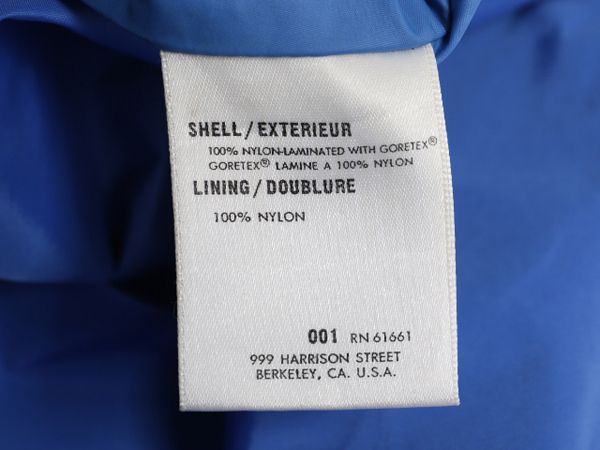 SHELL/EXTERIEUR
100% NYLON-LAMINATED WITH GORETEX®
GORETEX® LAMINE A 100% NYLON
LINING/DOUBLURE
100% NYLON
001 RN 61661
999 HARRISON STREET
BERKELEY, CA. U.S.A.